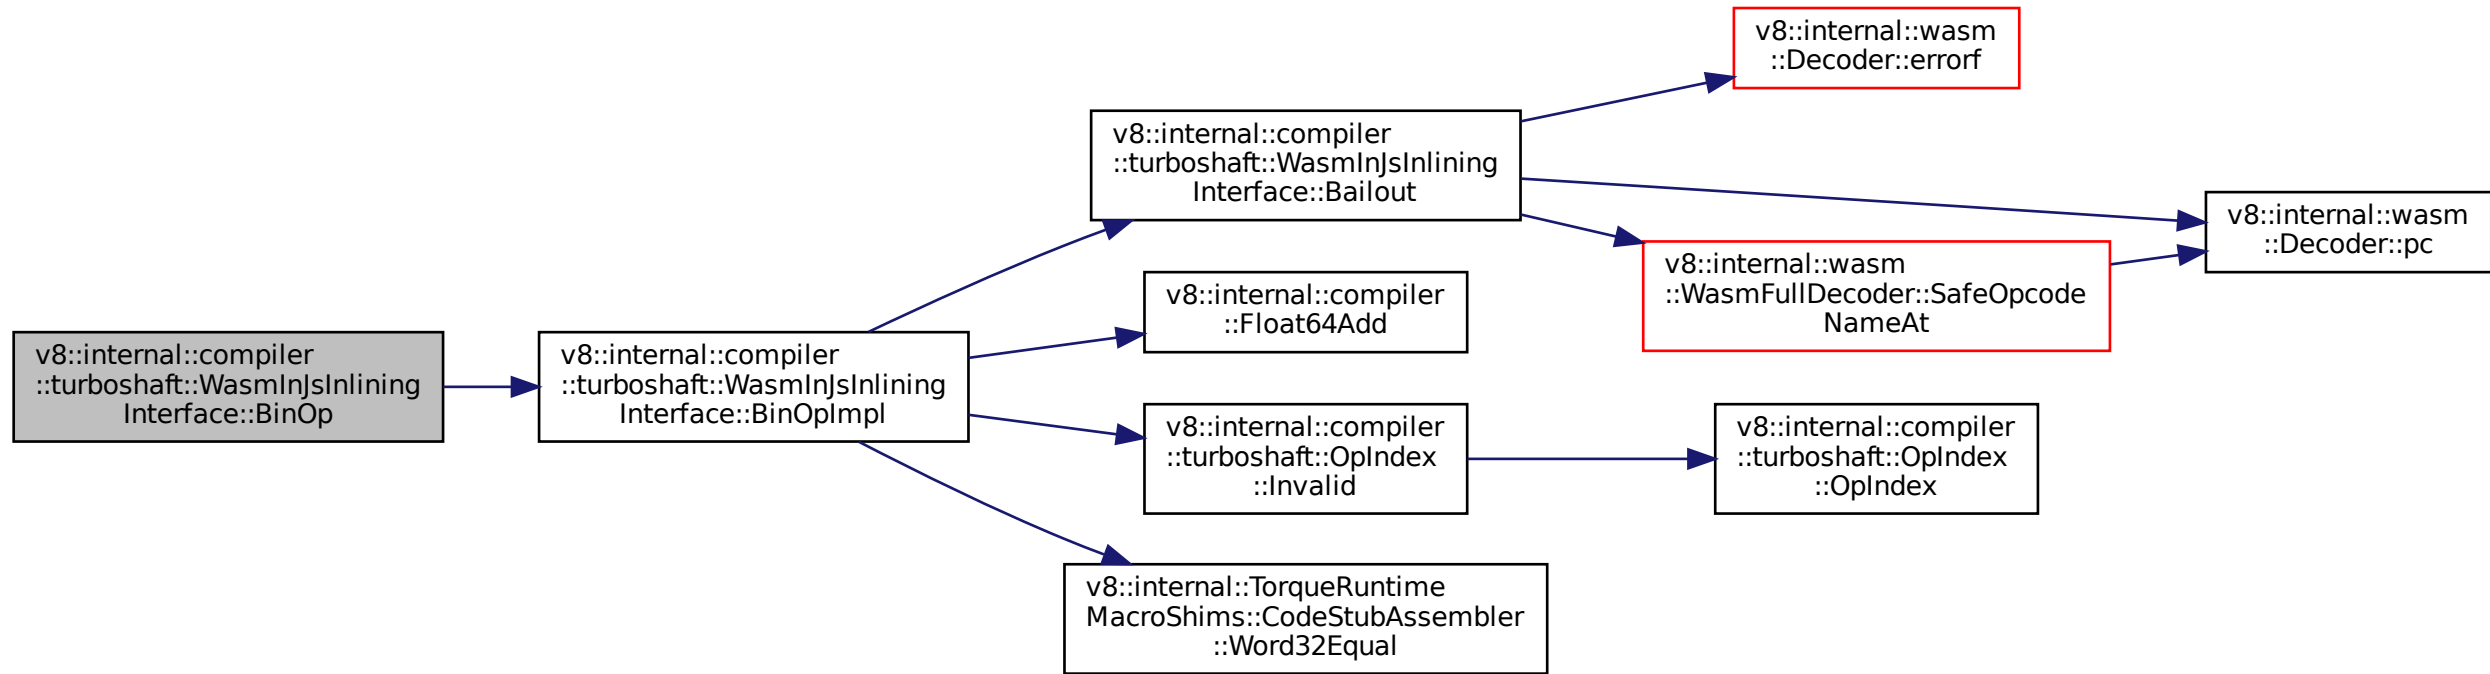 v8::internal::compiler
::turboshaft::WasmInJsInlining
Interface::BinOp
v8::internal::compiler
::turboshaft::WasmInJsInlining
Interface::BinOpImpl
v8::internal::compiler
::turboshaft::WasmInJsInlining
Interface::Bailout
v8::internal::wasm
::Decoder::errorf
v8::internal::wasm
::Decoder::pc
v8::internal::wasm
::WasmFullDecoder::SafeOpcode
NameAt
v8::internal::compiler
::Float64Add
v8::internal::compiler
::turboshaft::OpIndex
::Invalid
v8::internal::compiler
::turboshaft::OpIndex
::OpIndex
v8::internal::TorqueRuntime
MacroShims::CodeStubAssembler
::Word32Equal